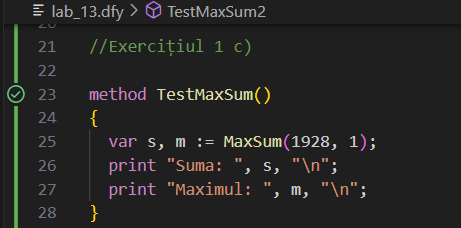 lab_13.dfy > TestMaxSum2
20
21 //Exercițiul 1 c)
22
23 method TestMaxSum()
24 {
25 var s, m := MaxSum(1928, 1);
26 print "Suma: ", s, "\n";
27 print "Maximul: ", m, "\n";
28 }